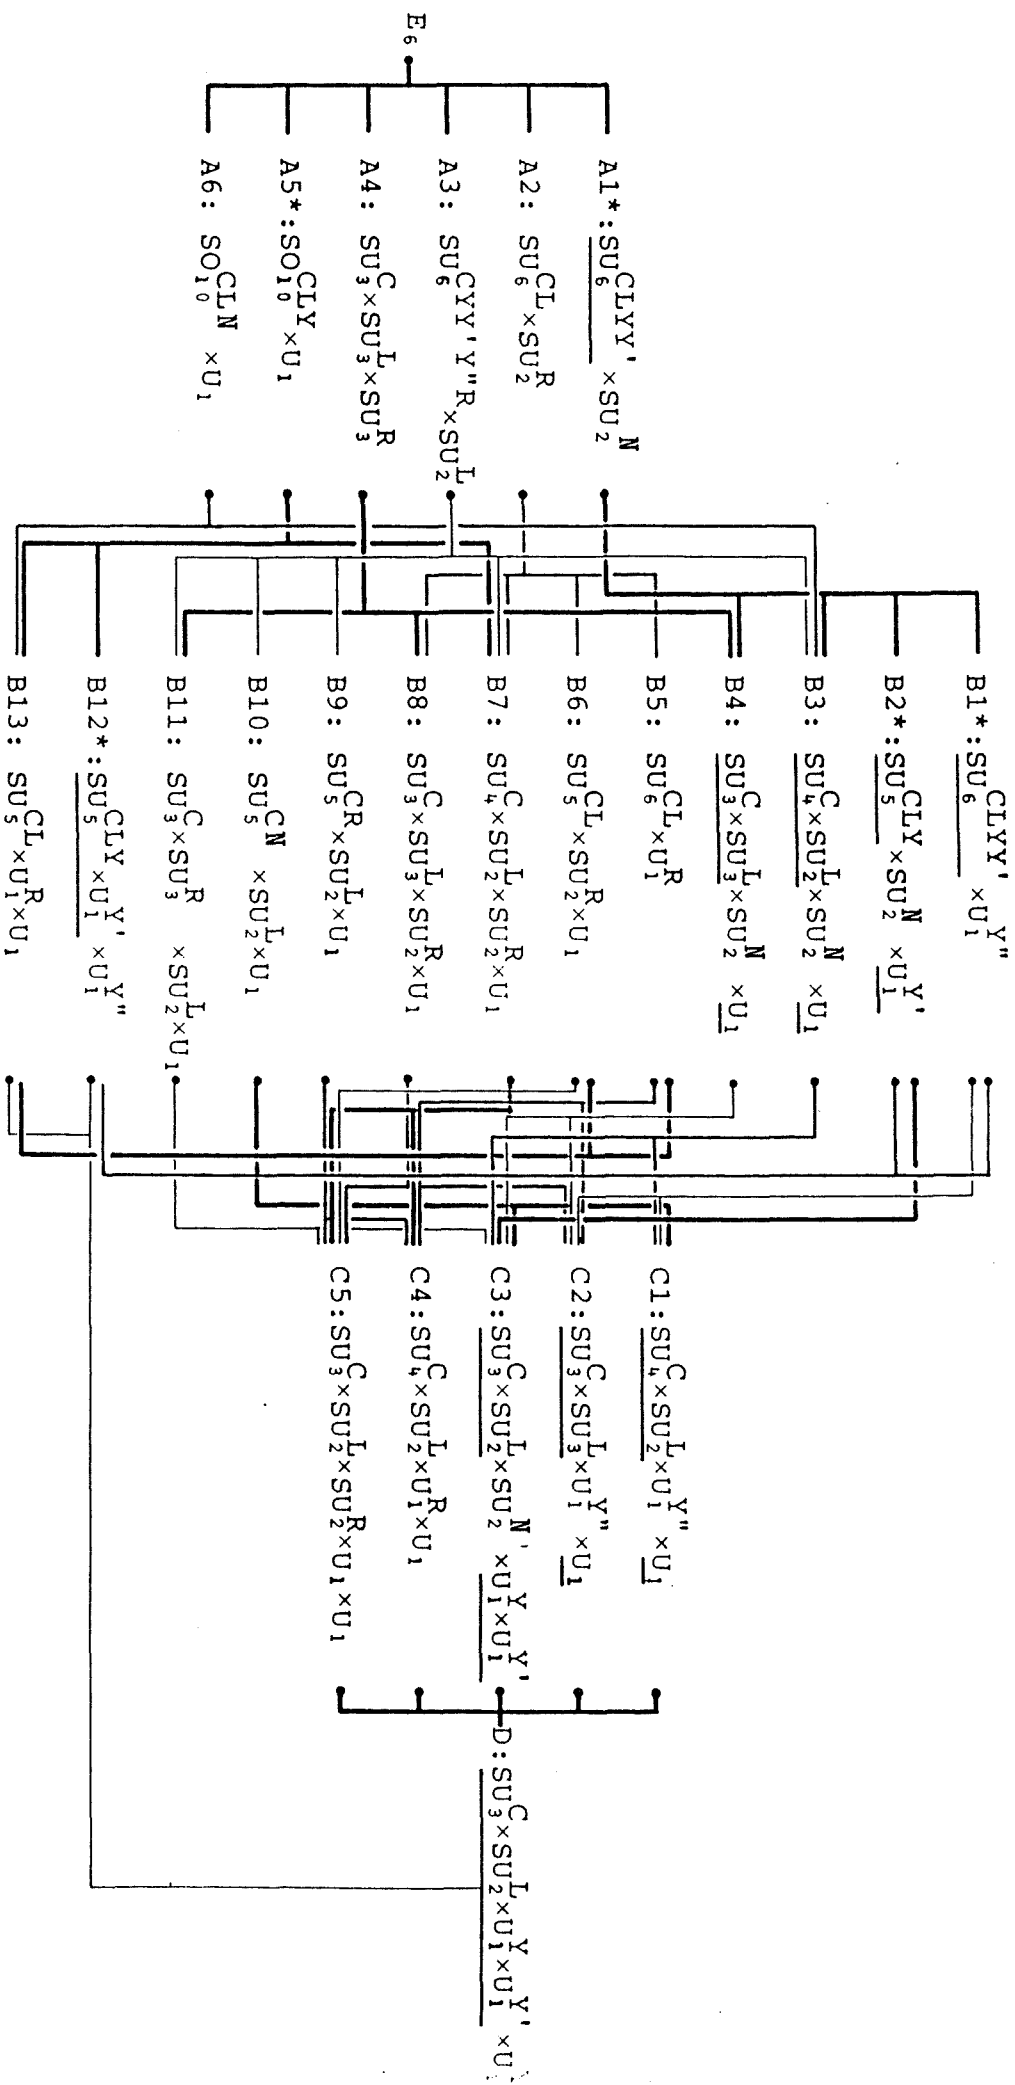 E₆
A1*: SU₆^CLYY' ×SU₂^N
A2: SU₆^CL×SU₂^R
A3: SU₆^CYY'Y"R×SU₂^L
A4: SU₃^C×SU₃^L×SU₃^R
A5*:SO₁₀^CLY×U₁
A6: SO₁₀^CLN ×U₁
B1*:SU₆^CLYY' ×U₁^Y"
B2*:SU₅^CLY ×SU₂^N ×U₁^Y'
B3: SU₄^C×SU₂^L×SU₂^N ×U₁
B4: SU₃^C×SU₃^L×SU₂^N ×U₁
B5: SU₆^CL×U₁^R
B6: SU₅^CL×SU₂^R×U₁
B7: SU₄^C×SU₂^L×SU₂^R×U₁
B8: SU₃^C×SU₃^L×SU₂^R×U₁
B9: SU₅^CR×SU₂^L×U₁
B10: SU₅^CN ×SU₂^L×U₁
B11: SU₃^C×SU₃^R ×SU₂^L×U₁
B12*:SU₅^CLY×U₁^Y' ×U₁^Y"
B13: SU₅^CL×U₁^R×U₁
C1:SU₄^C×SU₂^L×U₁^Y" ×U₁
C2:SU₃^C×SU₃^L×U₁^Y" ×U₁
C3:SU₃^C×SU₂^L×SU₂^N' ×U₁^Y×U₁^Y'
C4:SU₄^C×SU₂^L×U₁^R×U₁
C5:SU₃^C×SU₂^L×SU₂^R×U₁×U₁
D:SU₃^C×SU₂^L×U₁^Y×U₁^Y' ×U